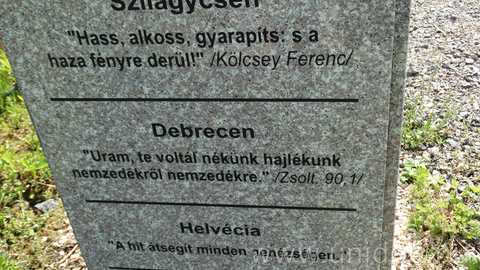 Szilágycseh
"Hass, alkoss, gyarapíts: s a
haza fényre derül!" /Kölcsey Ferenc/
Debrecen
"Uram, te voltál nékünk hajlékunk
nemzedékről nemzedékre." /Zsolt. 90,1/
Helvécia
"A hit átsegít minden nehézségen.